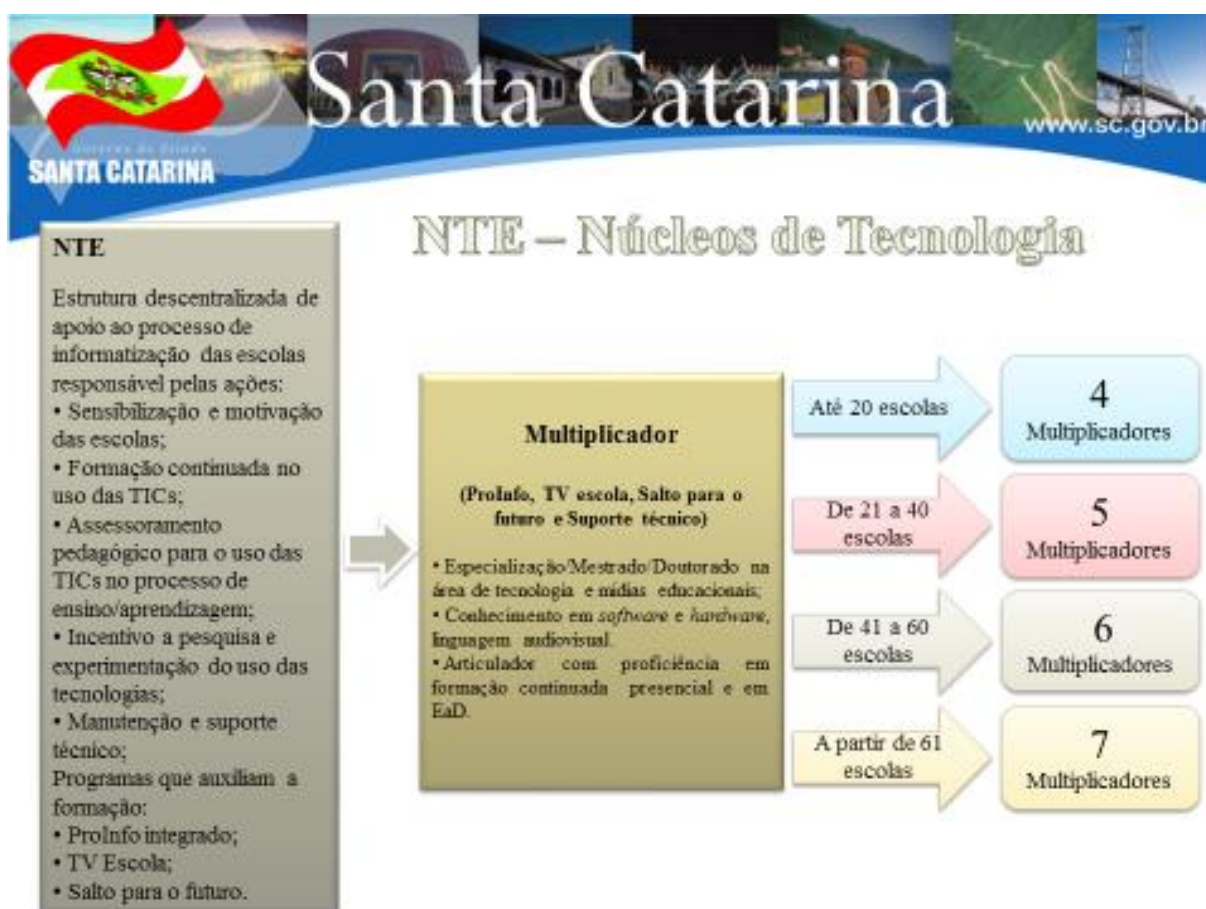 Santa Catarina
www.sc.gov.br
Governo do Estado
SANTA CATARINA
NTE – Núcleos de Tecnologia
NTE
Estrutura descentralizada de
apoio ao processo de
informatização das escolas
responsável pelas ações:
• Sensibilização e motivação
das escolas;
• Formação continuada no
uso das TICs;
• Assessoramento
pedagógico para o uso das
TICs no processo de
ensino/aprendizagem;
• Incentivo a pesquisa e
experimentação do uso das
tecnologias;
• Manutenção e suporte
técnico;
Programas que auxiliam a
formação:
• ProInfo integrado;
• TV Escola;
• Salto para o futuro.
Multiplicador
(ProInfo, TV escola, Salto para o
futuro e Suporte técnico)
• Especialização/Mestrado/Doutorado na
área de tecnologia e mídias educacionais;
• Conhecimento em software e hardware,
linguagem audiovisual.
• Articulador com proficiência em
formação continuada presencial e em
EaD.
Até 20 escolas
4
Multiplicadores
De 21 a 40
escolas
5
Multiplicadores
De 41 a 60
escolas
6
Multiplicadores
A partir de 61
escolas
7
Multiplicadores